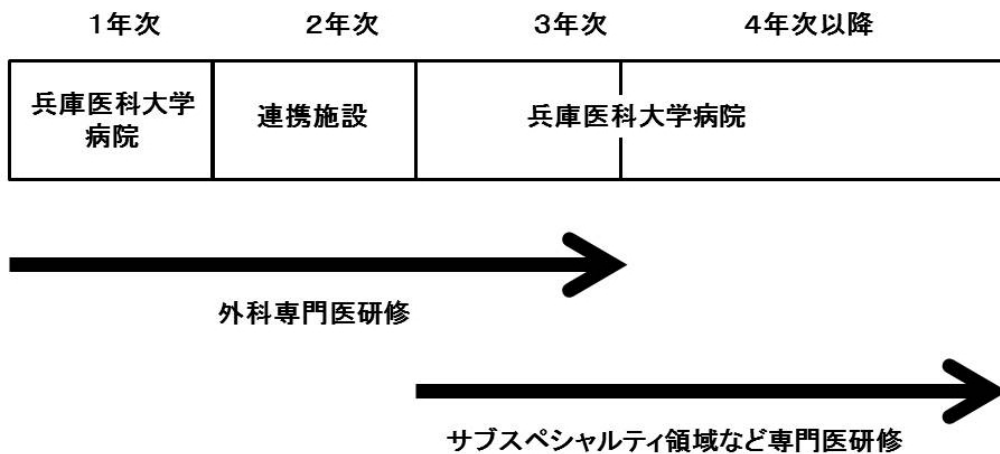 1年次 2年次 3年次 4年次以降
兵庫医科大学
病院
連携施設
兵庫医科大学病院
外科専門医研修
サブスペシャルティ領域など専門医研修